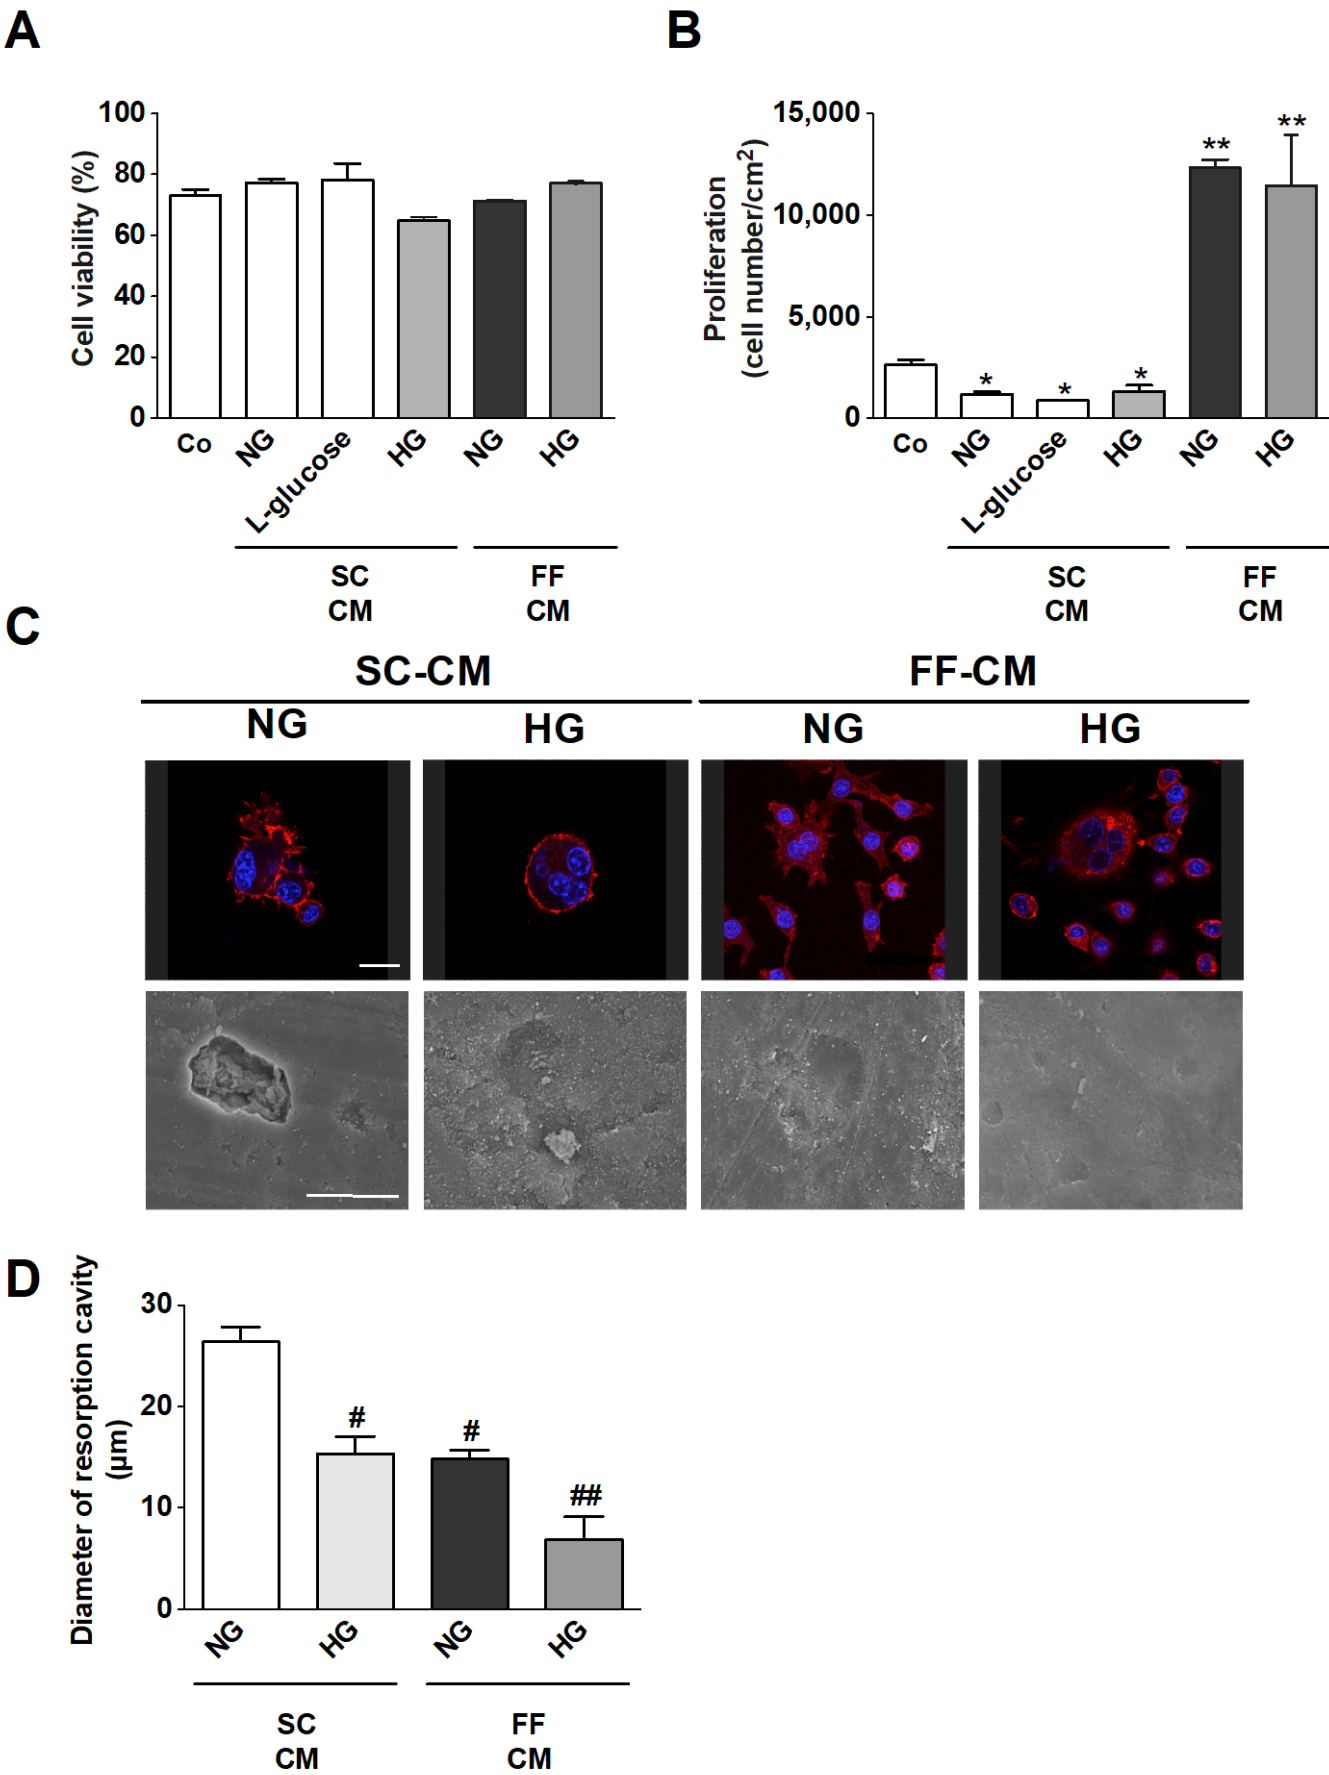 A
B
Cell viability (%)
100
80
60
40
20
0
Co
NG
L-glucose
HG
NG
HG
SC
CM
FF
CM
Proliferation
(cell number/cm²)
15,000
10,000
5,000
0
*
*
*
**
**
Co
NG
L-glucose
HG
NG
HG
SC
CM
FF
CM
C
SC-CM
FF-CM
NG
HG
NG
HG
D
Diameter of resorption cavity
(μm)
30
20
10
0
#
#
##
NG
HG
NG
HG
SC
CM
FF
CM